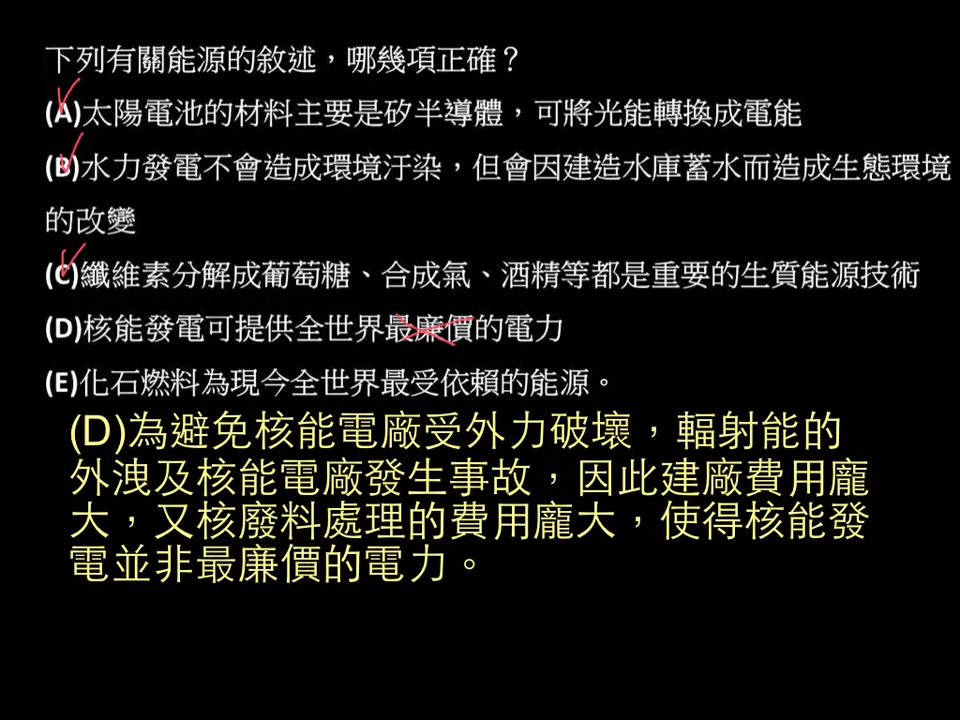 下列有關能源的敘述，哪幾項正確？
(A)太陽電池的材料主要是矽半導體，可將光能轉換成電能
(B)水力發電不會造成環境汙染，但會因建造水庫蓄水而造成生態環境
的改變
(C)纖維素分解成葡萄糖、合成氣、酒精等都是重要的生質能源技術
(D)核能發電可提供全世界最廉價的電力
(E)化石燃料為現今全世界最受依賴的能源。
(D)為避免核能電廠受外力破壞，輻射能的
外洩及核能電廠發生事故，因此建廠費用龐
大，又核廢料處理的費用龐大，使得核能發
電並非最廉價的電力。